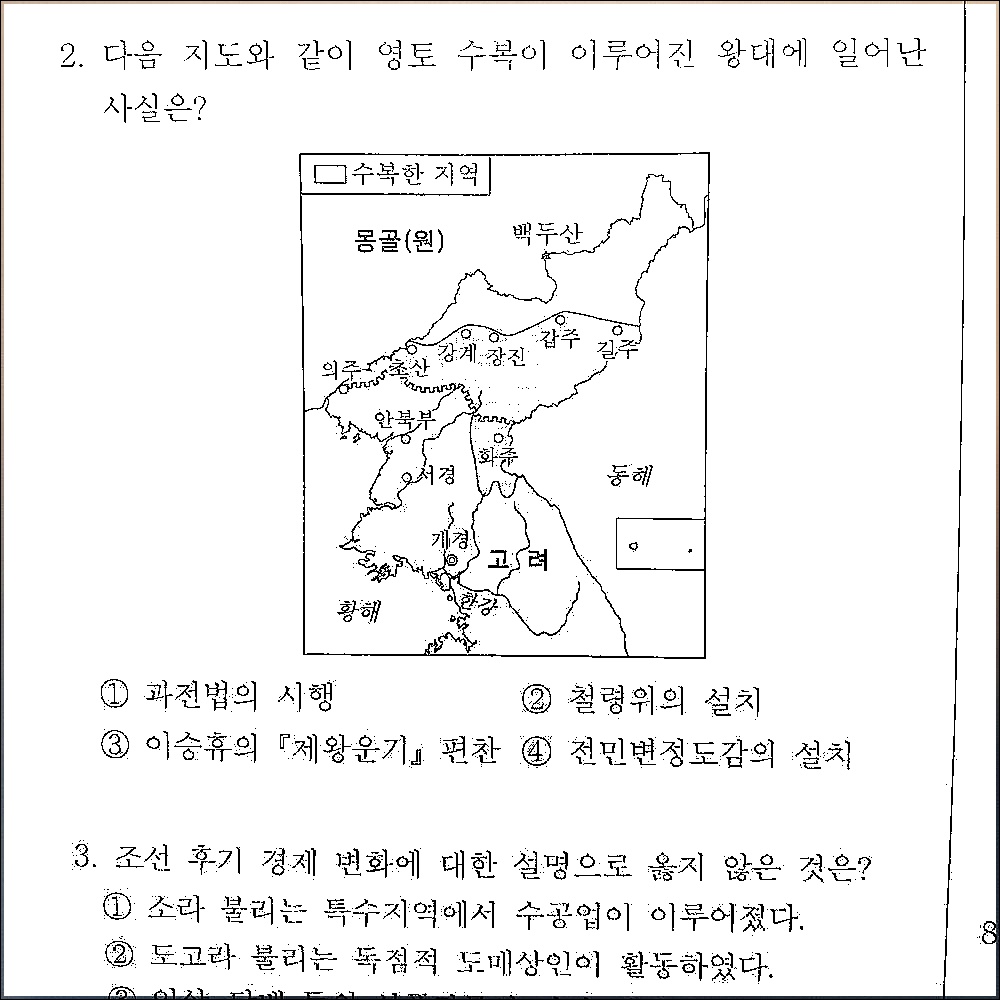 2. 다음 지도와 같이 영토 수복이 이루어진 왕대에 일어난
사실은?
수복한 지역
몽골(원)
백두산
갑주
길주
강계
장진
초산
의주
안북부
화주
서경
동해
개경
고 려
한강
황해
① 과전법의 시행
② 철령위의 설치
③ 이승휴의 『제왕운기』 편찬
④ 전민변정도감의 설치
3. 조선 후기 경제 변화에 대한 설명으로 옳지 않은 것은?
① 소라 불리는 특수지역에서 수공업이 이루어졌다.
② 도고라 불리는 독점적 도매상인이 활동하였다.
8
③